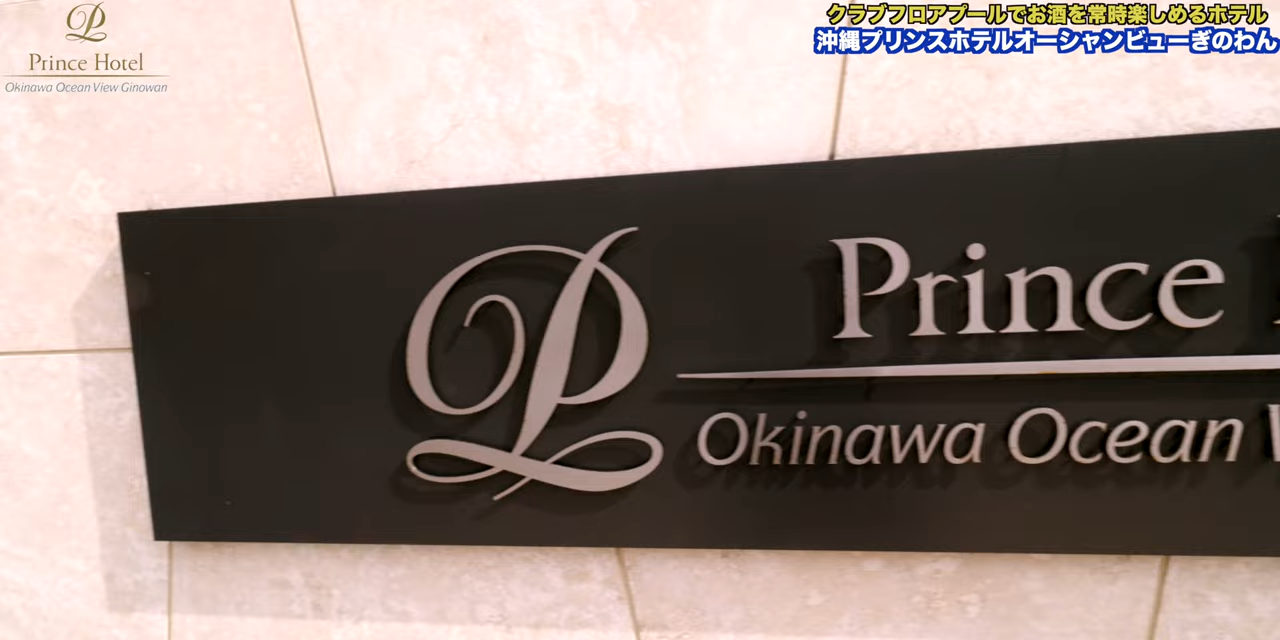 Prince Hotel
Okinawa Ocean View Ginowan
クラブフロアプールでお酒を常時楽しめるホテル
沖縄プリンスホテルオーシャンビューぎのわん
Prince
Okinawa Ocean